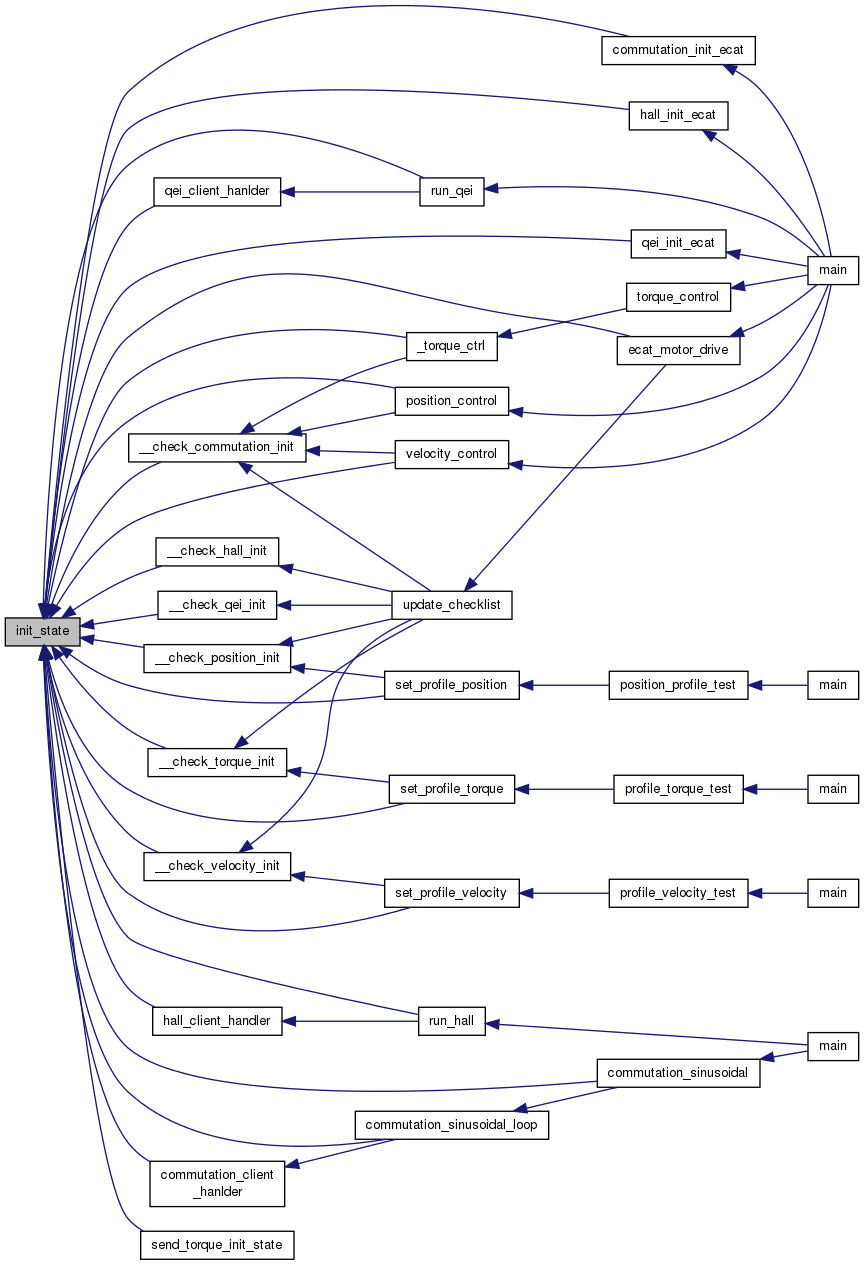 commutation_init_ecat
hall_init_ecat
qei_client_hanlder
run_qei
qei_init_ecat
main
torque_control
_torque_ctrl
ecat_motor_drive
position_control
__check_commutation_init
velocity_control
__check_hall_init
__check_qei_init
update_checklist
init_state
__check_position_init
set_profile_position
position_profile_test
main
__check_torque_init
set_profile_torque
profile_torque_test
main
__check_velocity_init
set_profile_velocity
profile_velocity_test
main
hall_client_handler
run_hall
main
commutation_sinusoidal
commutation_sinusoidal_loop
commutation_client
_hanlder
send_torque_init_state